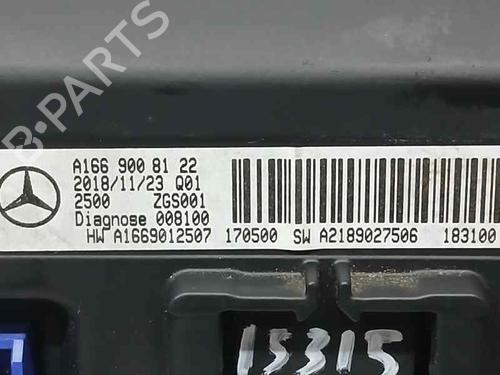 B-PARTS
A166 900 81 22
2018/11/23 Q01
2500 ZGS001
Diagnose 008100
HW A1669012507 170500 SW A2189027506 183100
15315